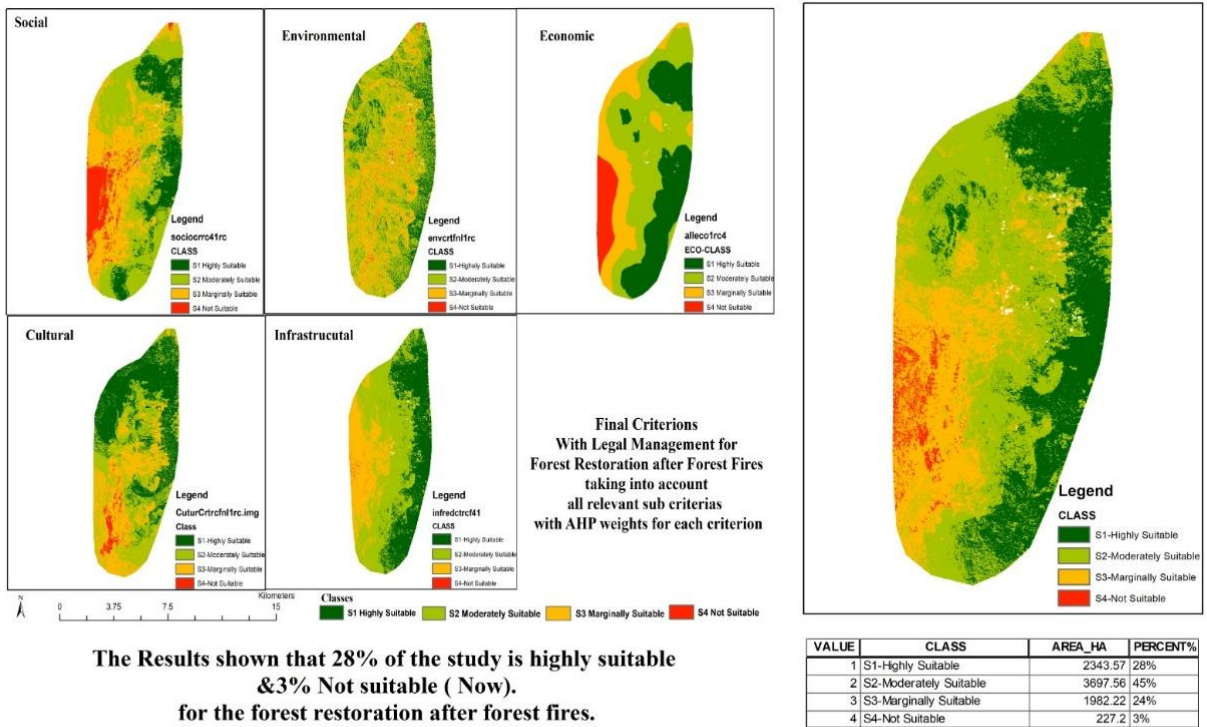 Social
Environmental
Economic
Legend
sociocrrc41rc
CLASS
S1 Highly Suitable
S2 Moderately Suitable
S3 Marginally Suitable
S4 Not Suitable
Legend
envcrtfnl1rc
CLASS
S1-Highaly Suitable
S2-Moderately Suitable
S3-Marginally Suitable
S4-Not Suitable
Legend
alleco1rc4
ECO-CLASS
S1 Highly Suitable
S2 Moderately Suitable
S3 Marginally Suitable
S4 Not Suitable
Cultural
Infrastrucutal
Legend
CuturCrtrcfnl1rc.img
Class
S1-Highly Suitable
S2-Moderately Suitable
S3-Marginally Suitable
S4-Not Suitable
Legend
infredctrcf41
CLASS
S1-Highly Suitable
S2-Moderately Suitable
S3-Marginally Suitable
S4-Not Suitable
Final Criterions
With Legal Management for
Forest Restoration after Forest Fires
taking into account
all relevant sub criterias
with AHP weights for each criterion
N
Kilometers
0 3.75 7.5 15
Classes
S1 Highly Suitable S2 Moderately Suitable S3 Marginally Suitable S4 Not Suitable
The Results shown that 28% of the study is highly suitable
&3% Not suitable ( Now).
for the forest restoration after forest fires.
Legend
CLASS
S1-Highly Suitable
S2-Moderately Suitable
S3-Marginally Suitable
S4-Not Suitable
VALUE CLASS AREA_HA PERCENT%
1 S1-Highly Suitable 2343.57 28%
2 S2-Moderately Suitable 3697.56 45%
3 S3-Marginally Suitable 1982.22 24%
4 S4-Not Suitable 227.2 3%